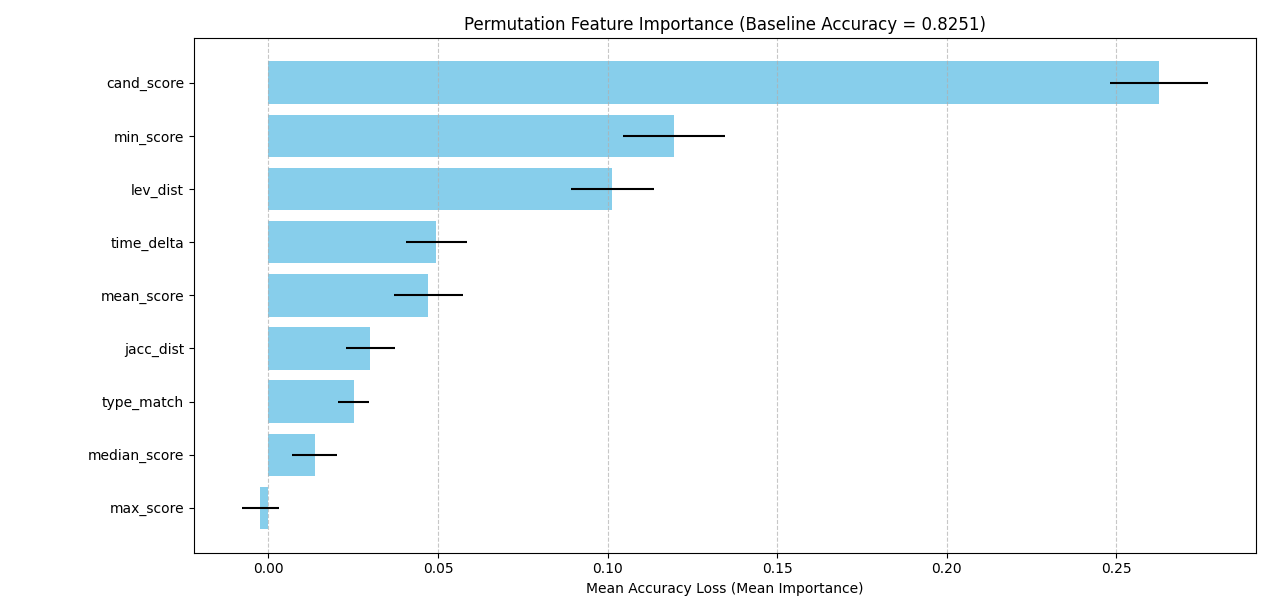 Permutation Feature Importance (Baseline Accuracy = 0.8251)
cand_score
min_score
lev_dist
time_delta
mean_score
jacc_dist
type_match
median_score
max_score
0.00 0.05 0.10 0.15 0.20 0.25
Mean Accuracy Loss (Mean Importance)